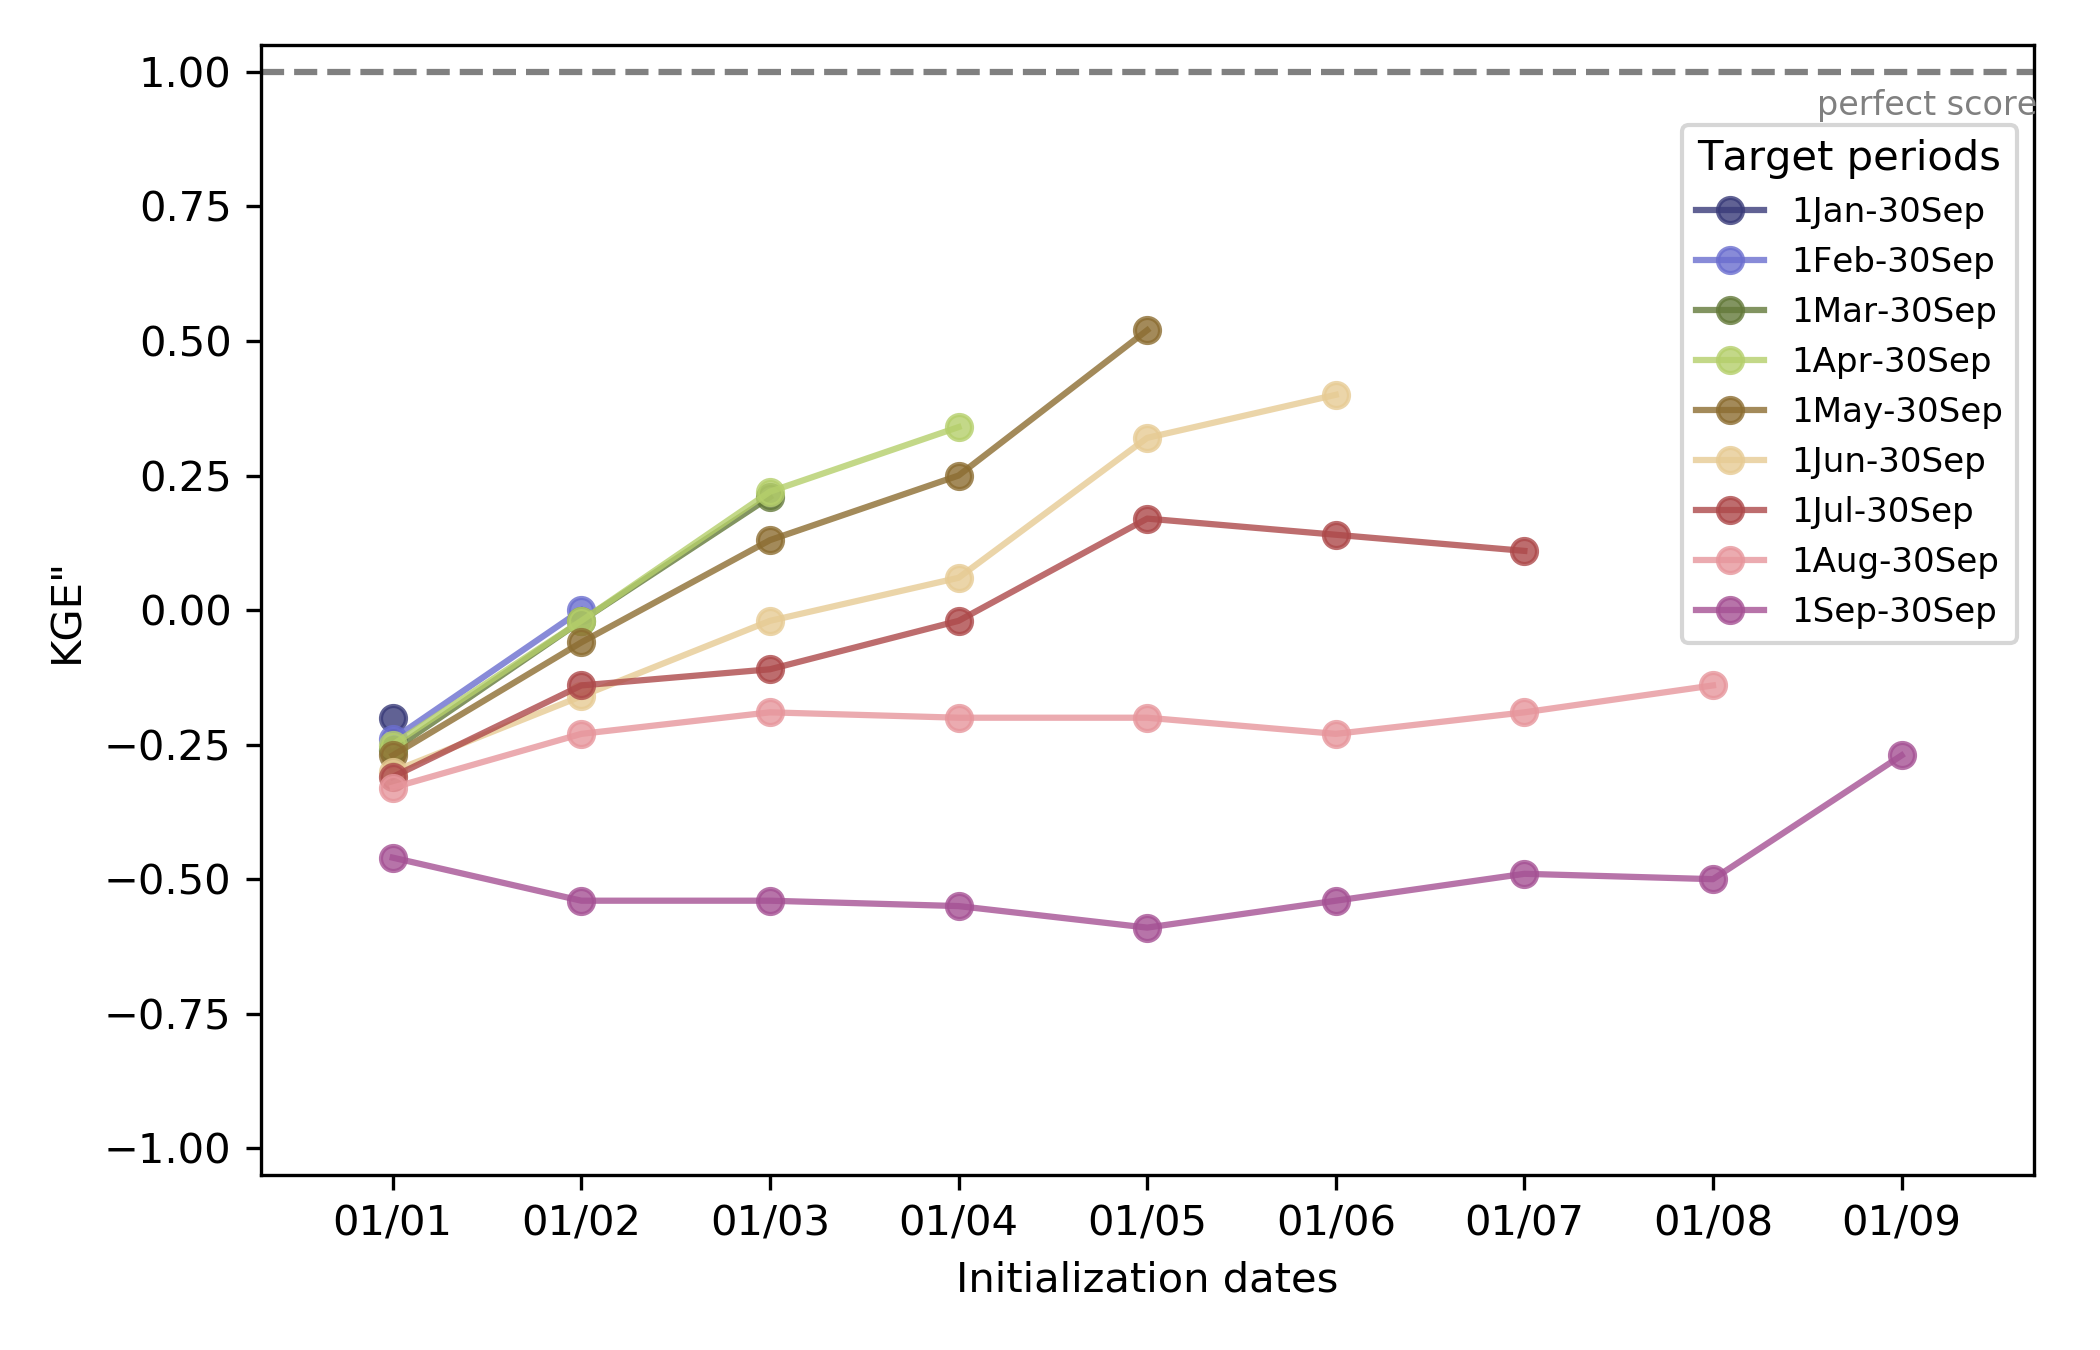 1.00
0.75
0.50
0.25
0.00
−0.25
−0.50
−0.75
−1.00
KGE"
perfect score
Target periods
1Jan-30Sep
1Feb-30Sep
1Mar-30Sep
1Apr-30Sep
1May-30Sep
1Jun-30Sep
1Jul-30Sep
1Aug-30Sep
1Sep-30Sep
01/01 01/02 01/03 01/04 01/05 01/06 01/07 01/08 01/09
Initialization dates